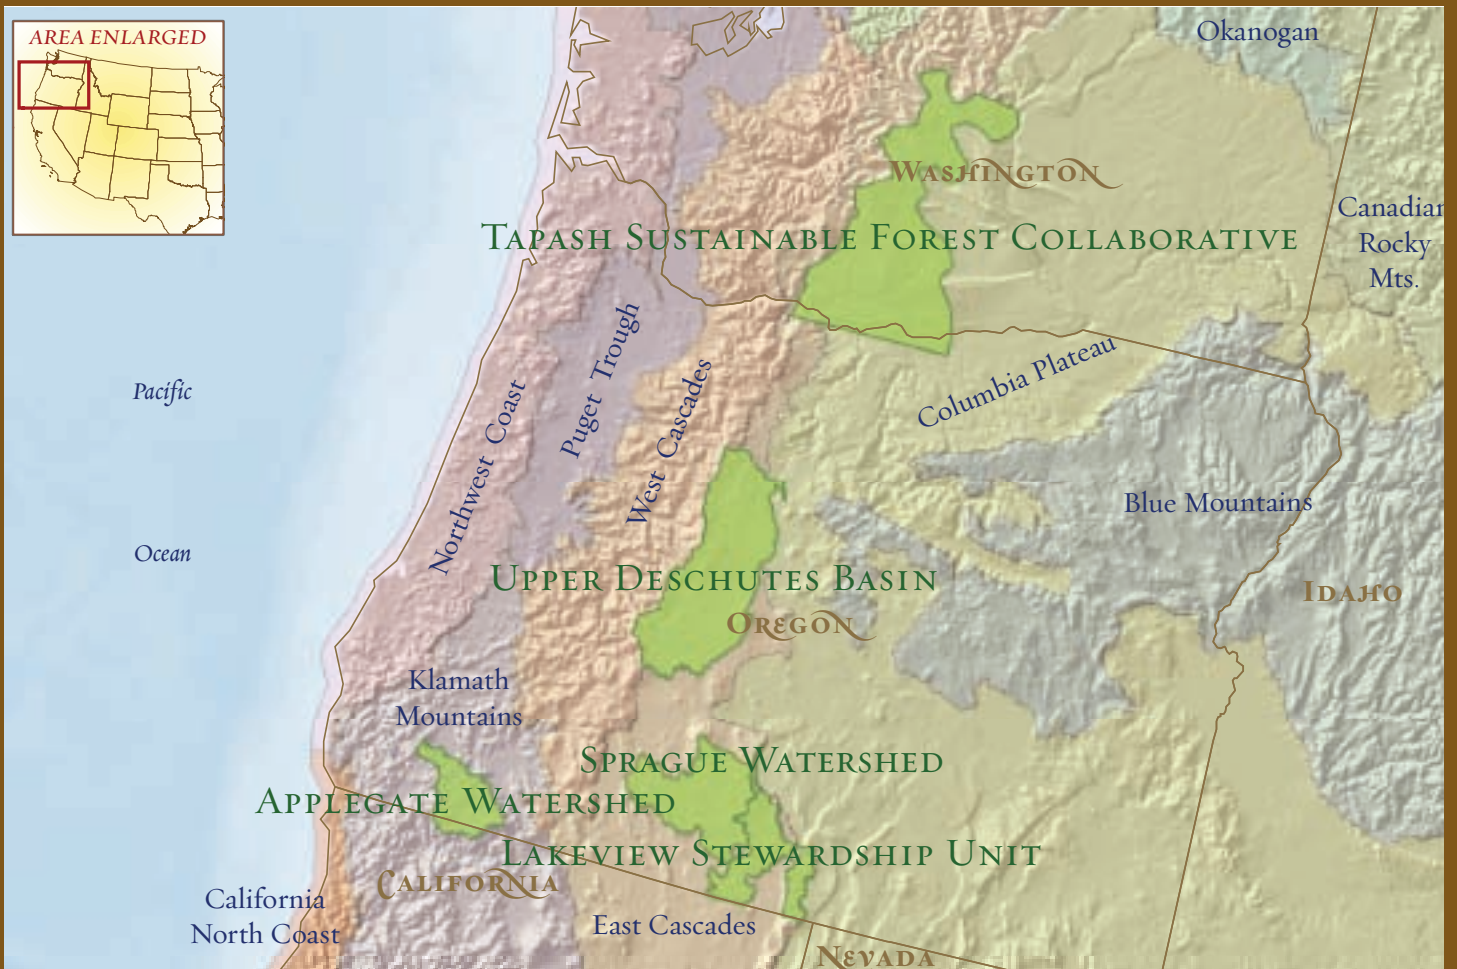 AREA ENLARGED
Okanogan
WASHINGTON
Canadian
Rocky
Mts.
TAPASH SUSTAINABLE FOREST COLLABORATIVE
Puget Trough
Columbia Plateau
Pacific
Northwest Coast
West Cascades
Blue Mountains
Ocean
UPPER DESCHUTES BASIN
IDAHO
OREGON
Klamath
Mountains
SPRAGUE WATERSHED
APPLEGATE WATERSHED
LAKEVIEW STEWARDSHIP UNIT
CALIFORNIA
California
North Coast
East Cascades
NEVADA